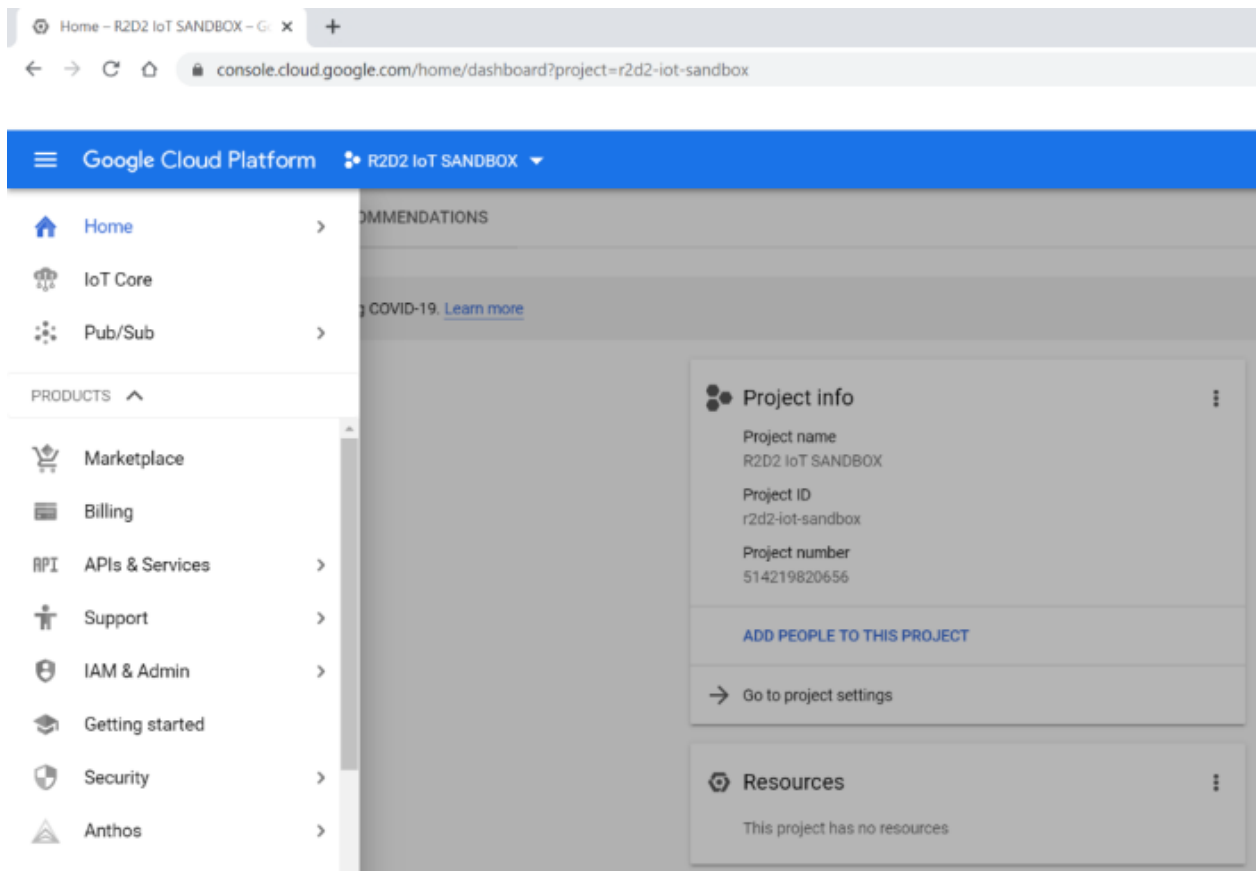 Home – R2D2 IoT SANDBOX – G
console.cloud.google.com/home/dashboard?project=r2d2-iot-sandbox
Google Cloud Platform R2D2 IoT SANDBOX
Home
IoT Core
Pub/Sub
PRODUCTS
Marketplace
Billing
API APIs & Services
Support
IAM & Admin
Getting started
Security
Anthos
OMMENDATIONS
COVID-19. Learn more
Project info
Project name
R2D2 IoT SANDBOX
Project ID
r2d2-iot-sandbox
Project number
514219820656
ADD PEOPLE TO THIS PROJECT
Go to project settings
Resources
This project has no resources